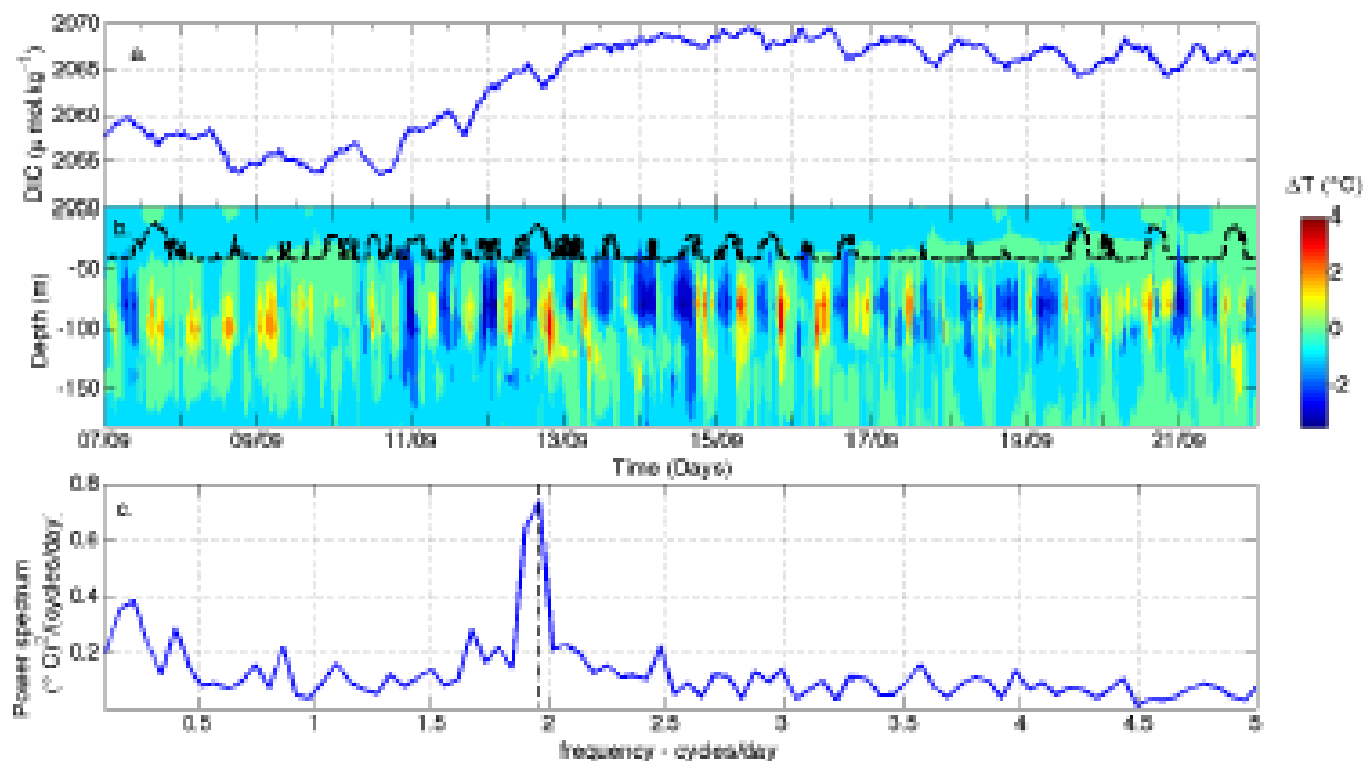 2070
2065
2060
2055
2050
DIC (μ mol.kg⁻¹)
a.
b.
-50
-100
-150
Depth (m)
07/09 09/09 11/09 13/09 15/09 17/09 19/09 21/09
Time (Days)
ΔT (°C)
4
2
0
-2
c.
0.8
0.6
0.4
0.2
Power spectrum
(°C)²/(cycles/day)
0.5 1 1.5 2 2.5 3 3.5 4 4.5 5
frequency - cycles/day